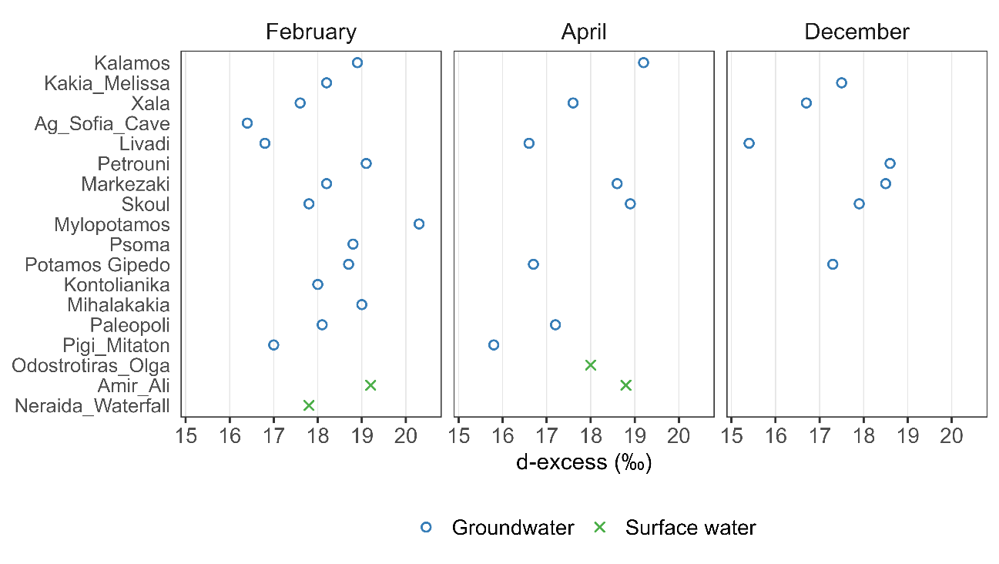 February April December
Kalamos
Kakia_Melissa
Xala
Ag_Sofia_Cave
Livadi
Petrouni
Markezaki
Skoul
Mylopotamos
Psoma
Potamos Gipedo
Kontolianika
Mihalakakia
Paleopoli
Pigi_Mitaton
Odostrotiras_Olga
Amir_Ali
Neraida_Waterfall
15 16 17 18 19 20 15 16 17 18 19 20 15 16 17 18 19 20
d-excess (‰)
Groundwater Surface water